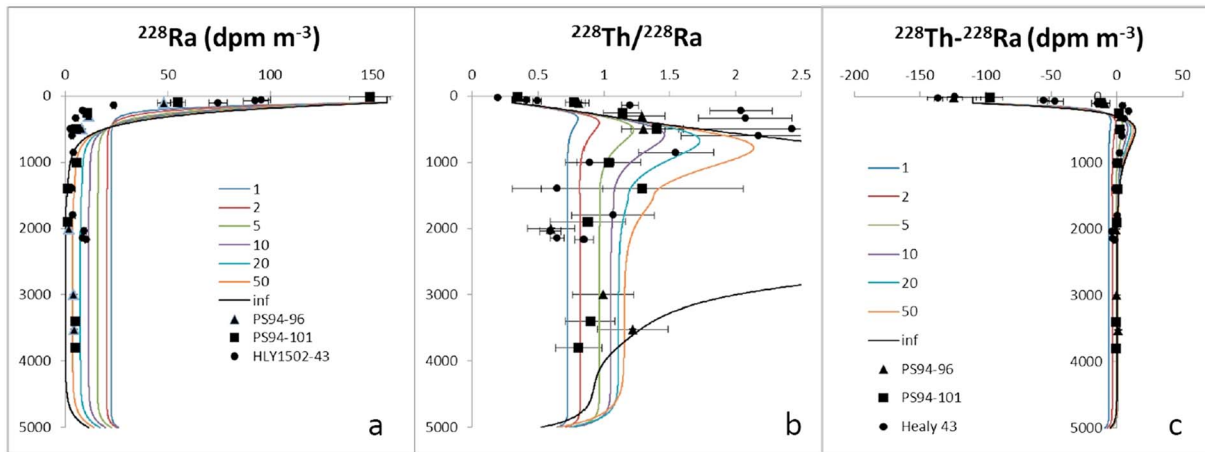 ²²⁸Ra (dpm m⁻³)
0 50 100 150
0
1000
2000
3000
4000
5000
1
2
5
10
20
50
inf
PS94-96
PS94-101
HLY1502-43
a
²²⁸Th/²²⁸Ra
0 0.5 1 1.5 2 2.5
0
1000
2000
3000
4000
5000
b
²²⁸Th-²²⁸Ra (dpm m⁻³)
-200 -150 -100 -50 0 50
0
1000
2000
3000
4000
5000
1
2
5
10
20
50
inf
PS94-96
PS94-101
Healy 43
c